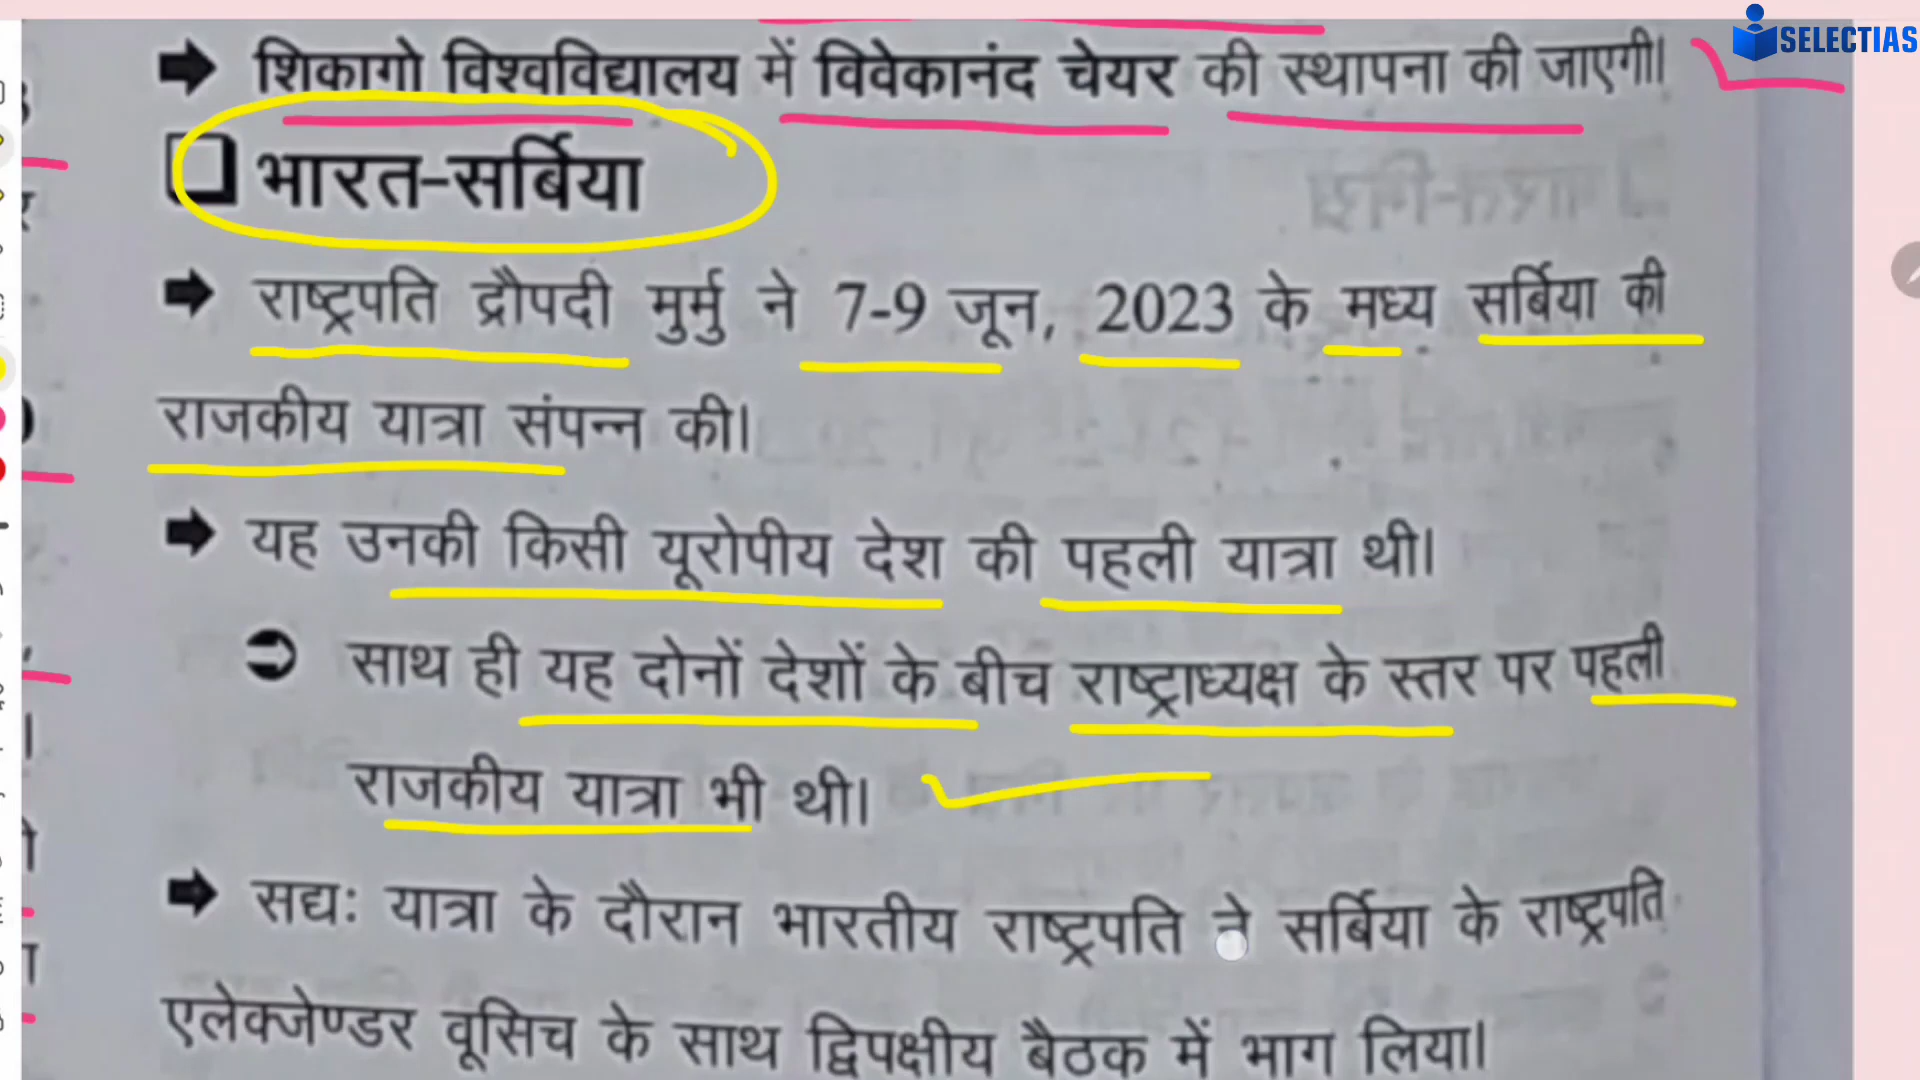 SELECTIAS
➡ शिकागो विश्वविद्यालय में विवेकानंद चेयर की स्थापना की जाएगी।
❑ भारत-सर्बिया
➡ राष्ट्रपति द्रौपदी मुर्मु ने 7-9 जून, 2023 के मध्य सर्बिया की
राजकीय यात्रा संपन्न की।
➡ यह उनकी किसी यूरोपीय देश की पहली यात्रा थी।
➲ साथ ही यह दोनों देशों के बीच राष्ट्राध्यक्ष के स्तर पर पहली
राजकीय यात्रा भी थी।
➡ सद्य: यात्रा के दौरान भारतीय राष्ट्रपति ने सर्बिया के राष्ट्रपति
एलेक्जेण्डर वूसिच के साथ द्विपक्षीय बैठक में भाग लिया।